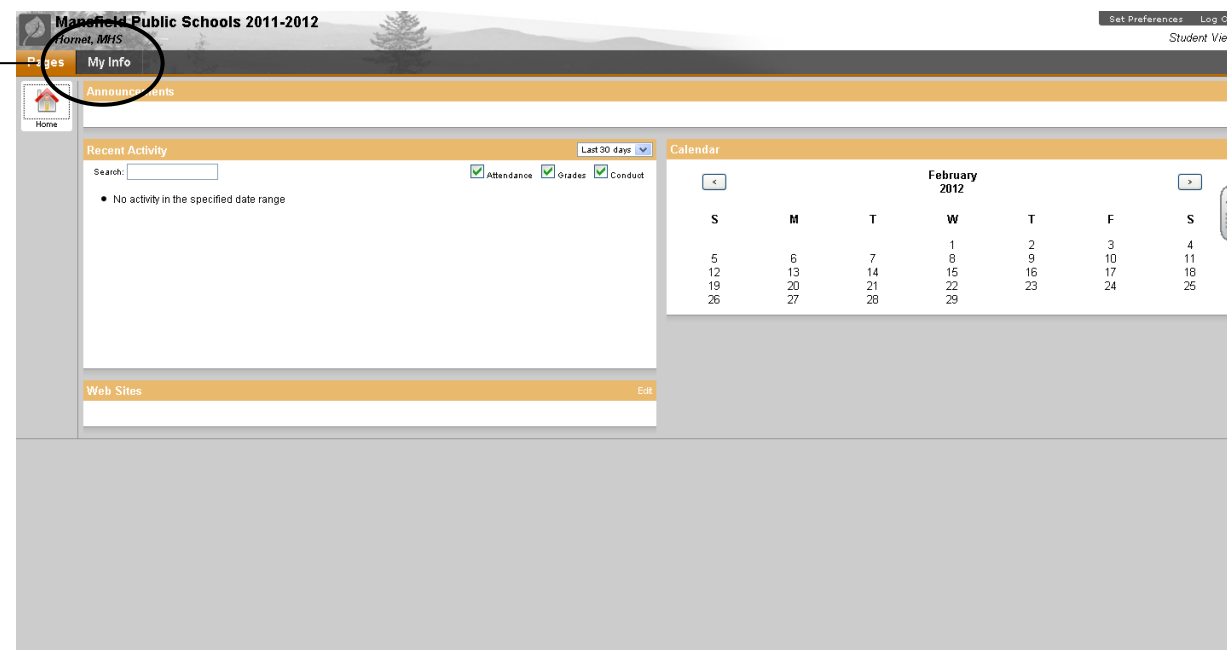 Mansfield Public Schools 2011-2012
Hornet, MHS
Set Preferences Log O
Student Vie
Pages My Info
Home
Announcements
Recent Activity
Last 30 days
Search:
Attendance Grades Conduct
No activity in the specified date range
Web Sites
Edit
Calendar
<
February
2012
>
S M T W T F S
1 2 3 4
5 6 7 8 9 10 11
12 13 14 15 16 17 18
19 20 21 22 23 24 25
26 27 28 29